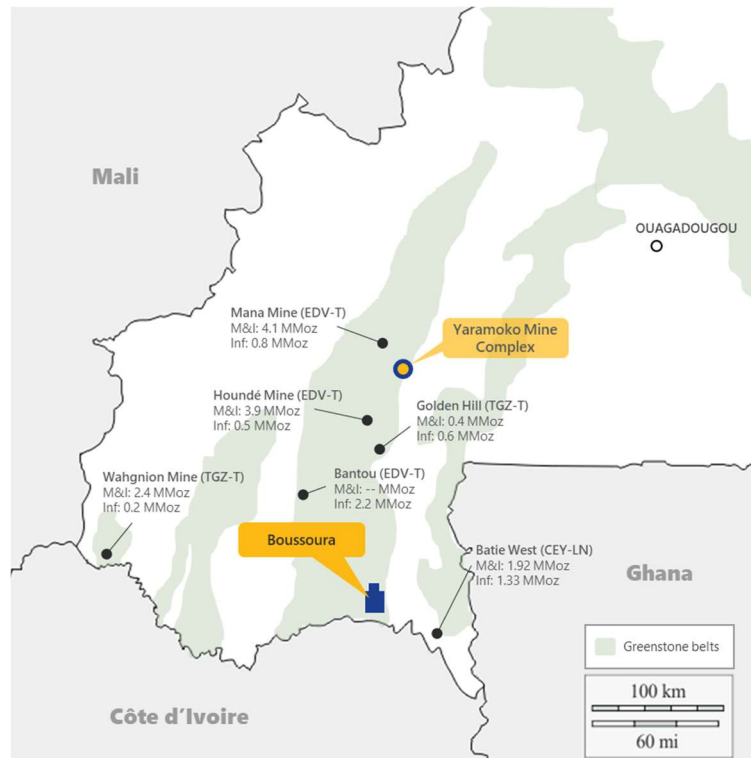 Mali
OUAGADOUGOU
Mana Mine (EDV-T)
M&I: 4.1 MMoz
Inf: 0.8 MMoz
Yaramoko Mine
Complex
Houndé Mine (EDV-T)
M&I: 3.9 MMoz
Inf: 0.5 MMoz
Golden Hill (TGZ-T)
M&I: 0.4 MMoz
Inf: 0.6 MMoz
Wahgnion Mine (TGZ-T)
M&I: 2.4 MMoz
Inf: 0.2 MMoz
Bantou (EDV-T)
M&I: -- MMoz
Inf: 2.2 MMoz
Boussoura
Batie West (CEY-LN)
M&I: 1.92 MMoz
Inf: 1.33 MMoz
Ghana
Côte d'Ivoire
Greenstone belts
100 km
60 mi